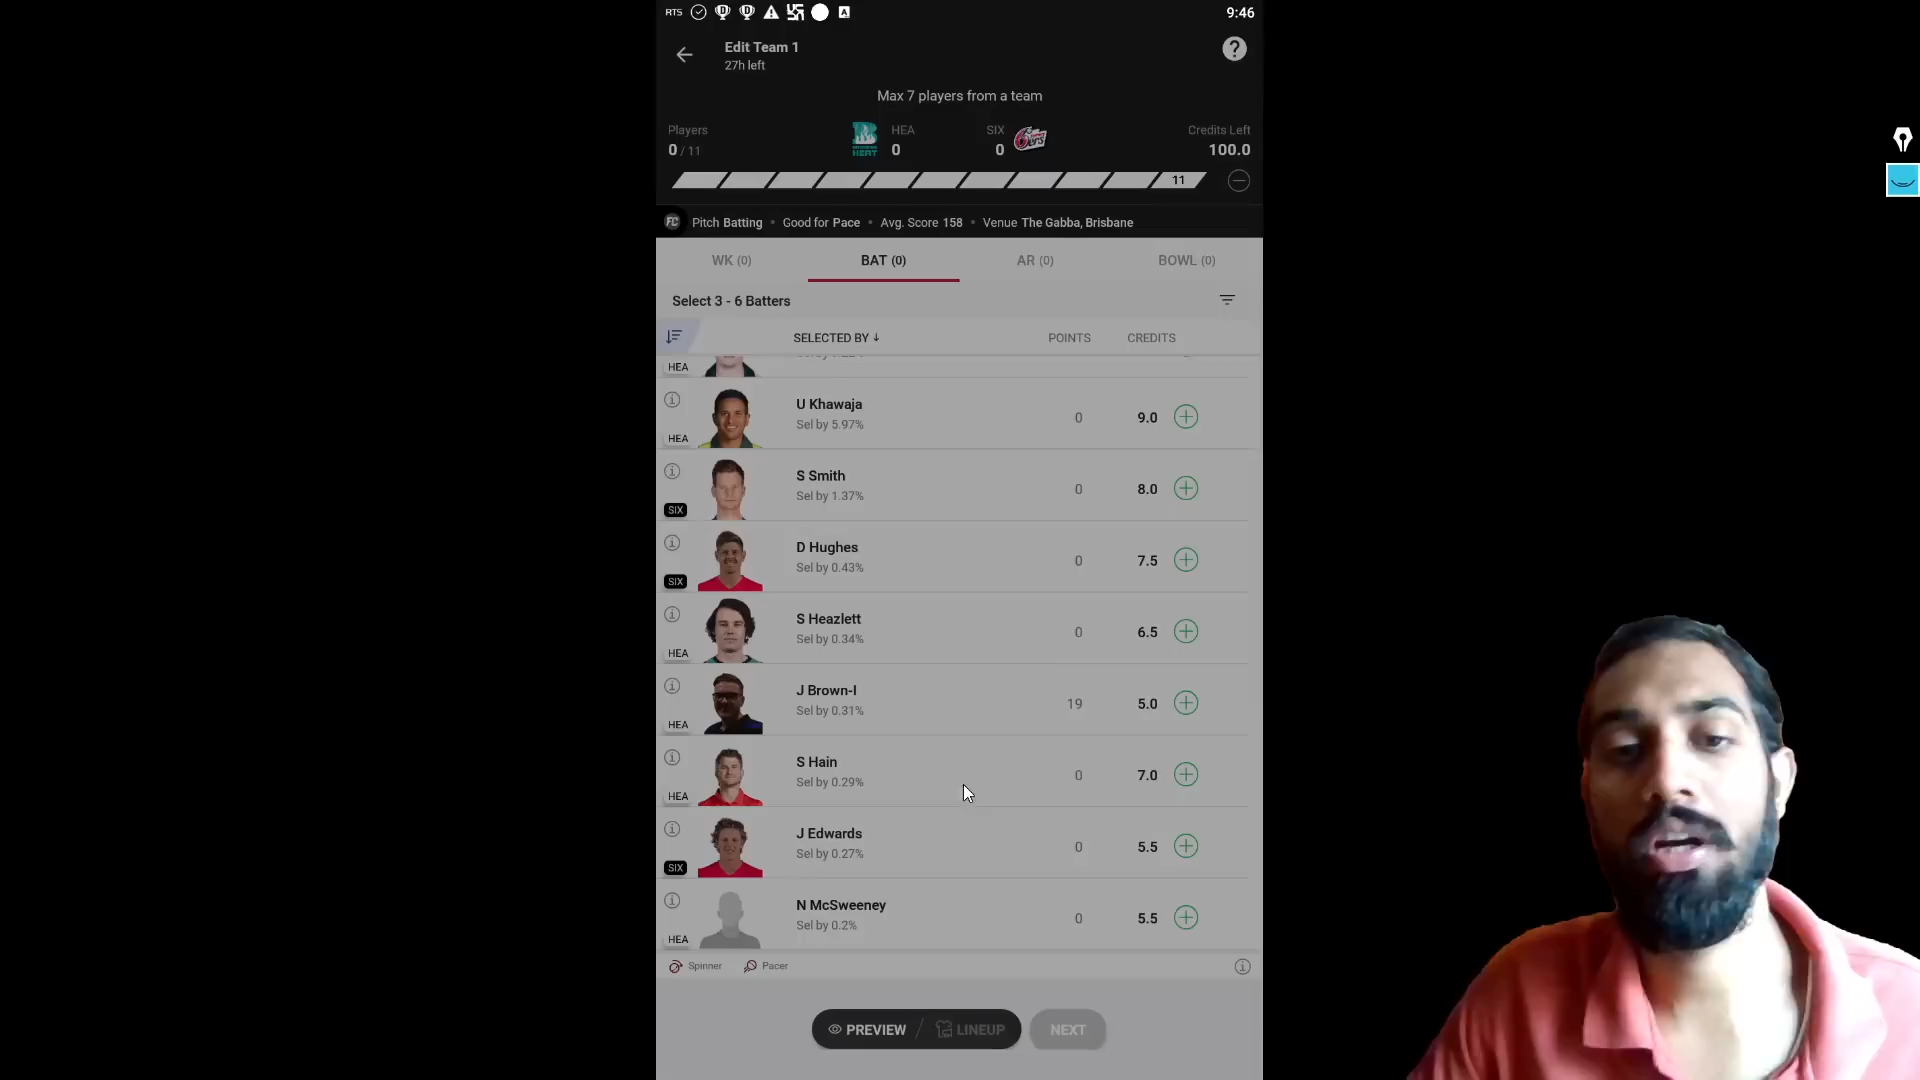 RTS 9:46
Edit Team 1
27h left
Max 7 players from a team
Players HEA SIX Credits Left
0 / 11 0 0 100.0
11
FC Pitch Batting • Good for Pace • Avg. Score 158 • Venue The Gabba, Brisbane
WK (0) BAT (0) AR (0) BOWL (0)
Select 3 - 6 Batters
SELECTED BY ↓ POINTS CREDITS
HEA
U Khawaja
Sel by 5.97% 0 9.0
HEA
S Smith
Sel by 1.37% 0 8.0
SIX
D Hughes
Sel by 0.43% 0 7.5
SIX
S Heazlett
Sel by 0.34% 0 6.5
HEA
J Brown-I
Sel by 0.31% 19 5.0
HEA
S Hain
Sel by 0.29% 0 7.0
HEA
J Edwards
Sel by 0.27% 0 5.5
SIX
N McSweeney
Sel by 0.2% 0 5.5
HEA
Spinner Pacer
PREVIEW / LINEUP NEXT